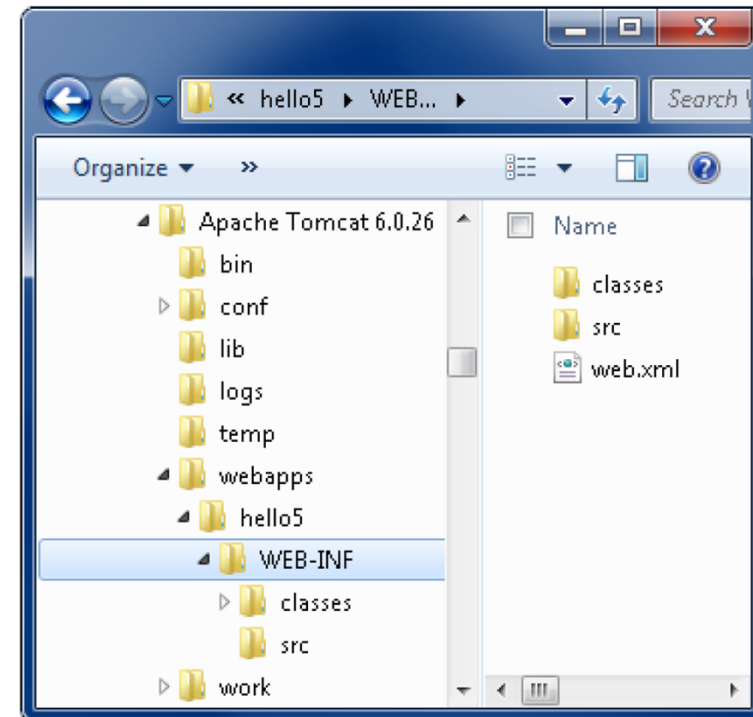 « hello5 WEB... Search
Organize »
Apache Tomcat 6.0.26
bin
conf
lib
logs
temp
webapps
hello5
WEB-INF
classes
src
work
Name
classes
src
web.xml